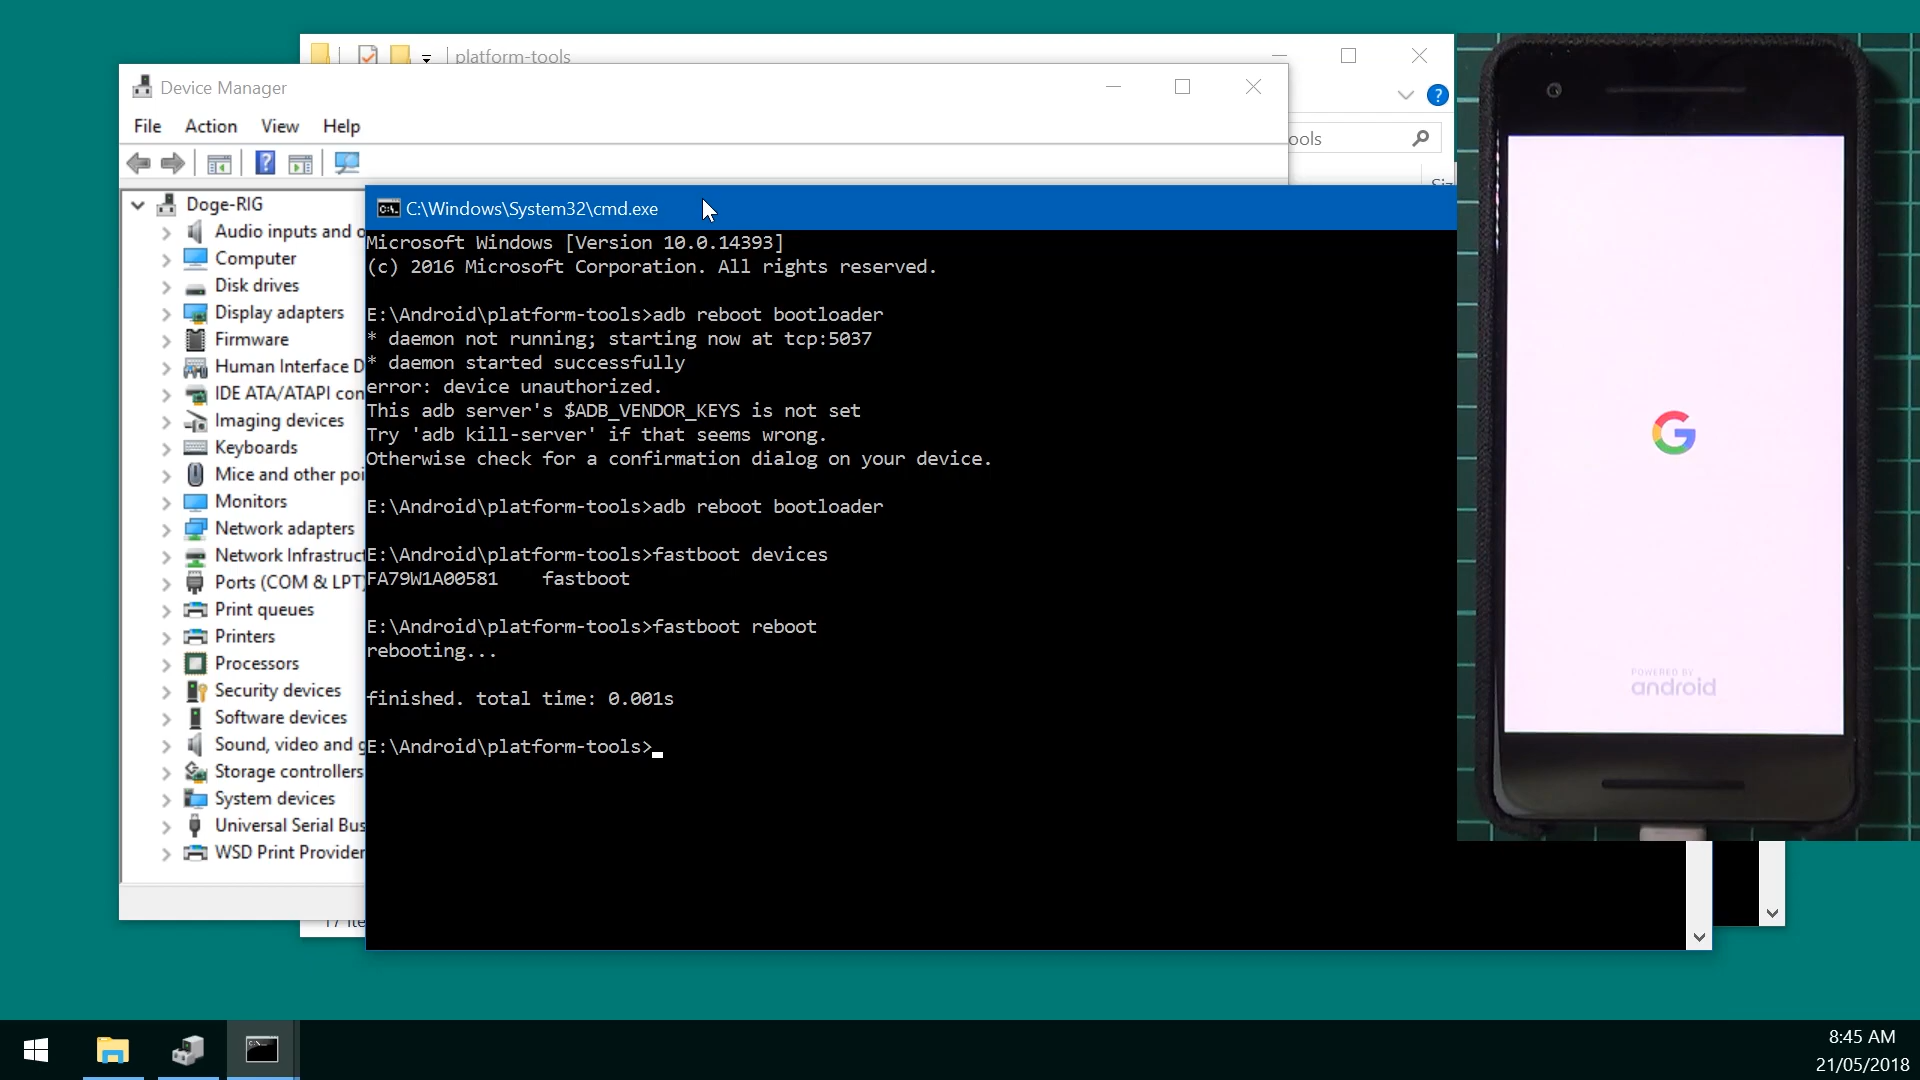 platform-tools
Device Manager
File Action View Help
ools
Doge-RIG
Audio inputs and o
Computer
Disk drives
Display adapters
Firmware
Human Interface D
IDE ATA/ATAPI con
Imaging devices
Keyboards
Mice and other poi
Monitors
Network adapters
Network Infrastruct
Ports (COM & LPT)
Print queues
Printers
Processors
Security devices
Software devices
Sound, video and g
Storage controllers
System devices
Universal Serial Bus
WSD Print Provider
C:\Windows\System32\cmd.exe
Microsoft Windows [Version 10.0.14393]
(c) 2016 Microsoft Corporation. All rights reserved.
E:\Android\platform-tools>adb reboot bootloader
* daemon not running; starting now at tcp:5037
* daemon started successfully
error: device unauthorized.
This adb server's $ADB_VENDOR_KEYS is not set
Try 'adb kill-server' if that seems wrong.
Otherwise check for a confirmation dialog on your device.
E:\Android\platform-tools>adb reboot bootloader
E:\Android\platform-tools>fastboot devices
FA79W1A00581 fastboot
E:\Android\platform-tools>fastboot reboot
rebooting...
finished. total time: 0.001s
E:\Android\platform-tools>
G
POWERED BY
android
8:45 AM
21/05/2018